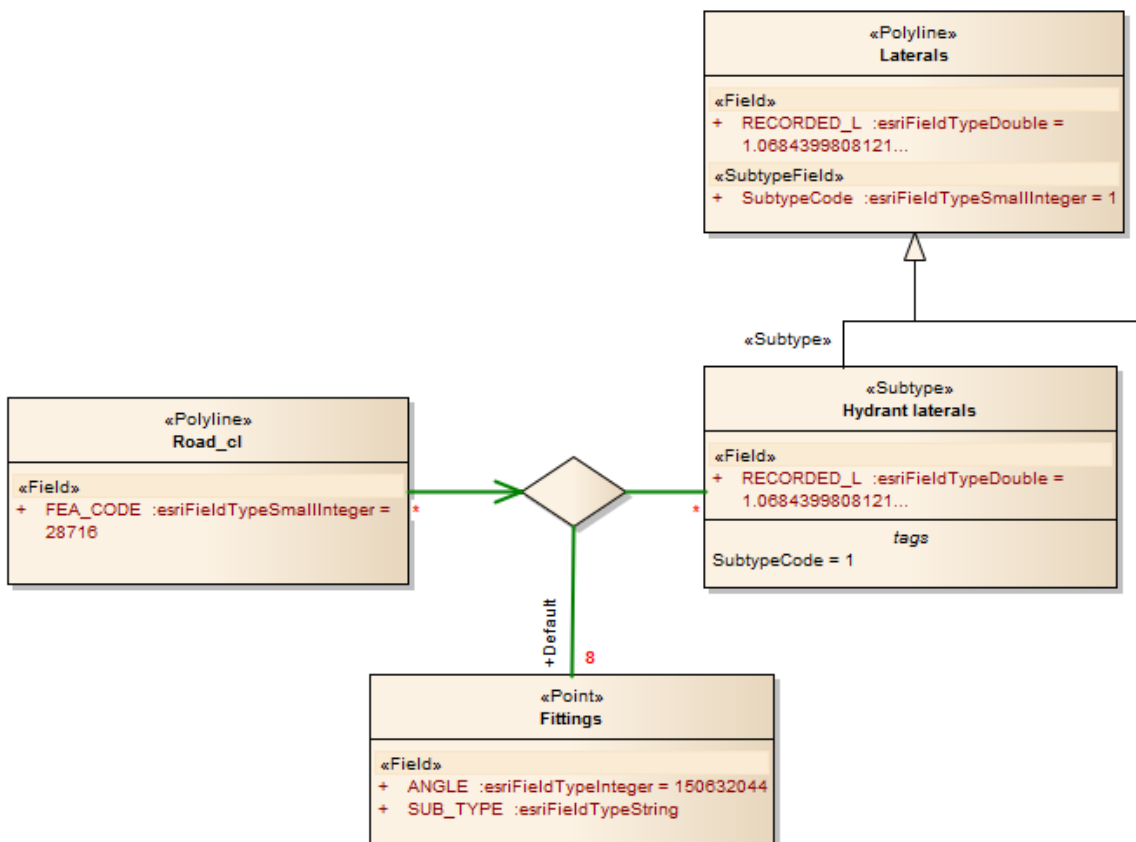 «Polyline»
Laterals
«Field»
+ RECORDED_L :esriFieldTypeDouble =
1.0684399808121...
«SubtypeField»
+ SubtypeCode :esriFieldTypeSmallInteger = 1
«Subtype»
«Subtype»
Hydrant laterals
«Field»
+ RECORDED_L :esriFieldTypeDouble =
1.0684399808121...
tags
SubtypeCode = 1
«Polyline»
Road_cl
«Field»
+ FEA_CODE :esriFieldTypeSmallInteger =
28716
*
*
+Default
8
«Point»
Fittings
«Field»
+ ANGLE :esriFieldTypeInteger = 150632044
+ SUB_TYPE :esriFieldTypeString